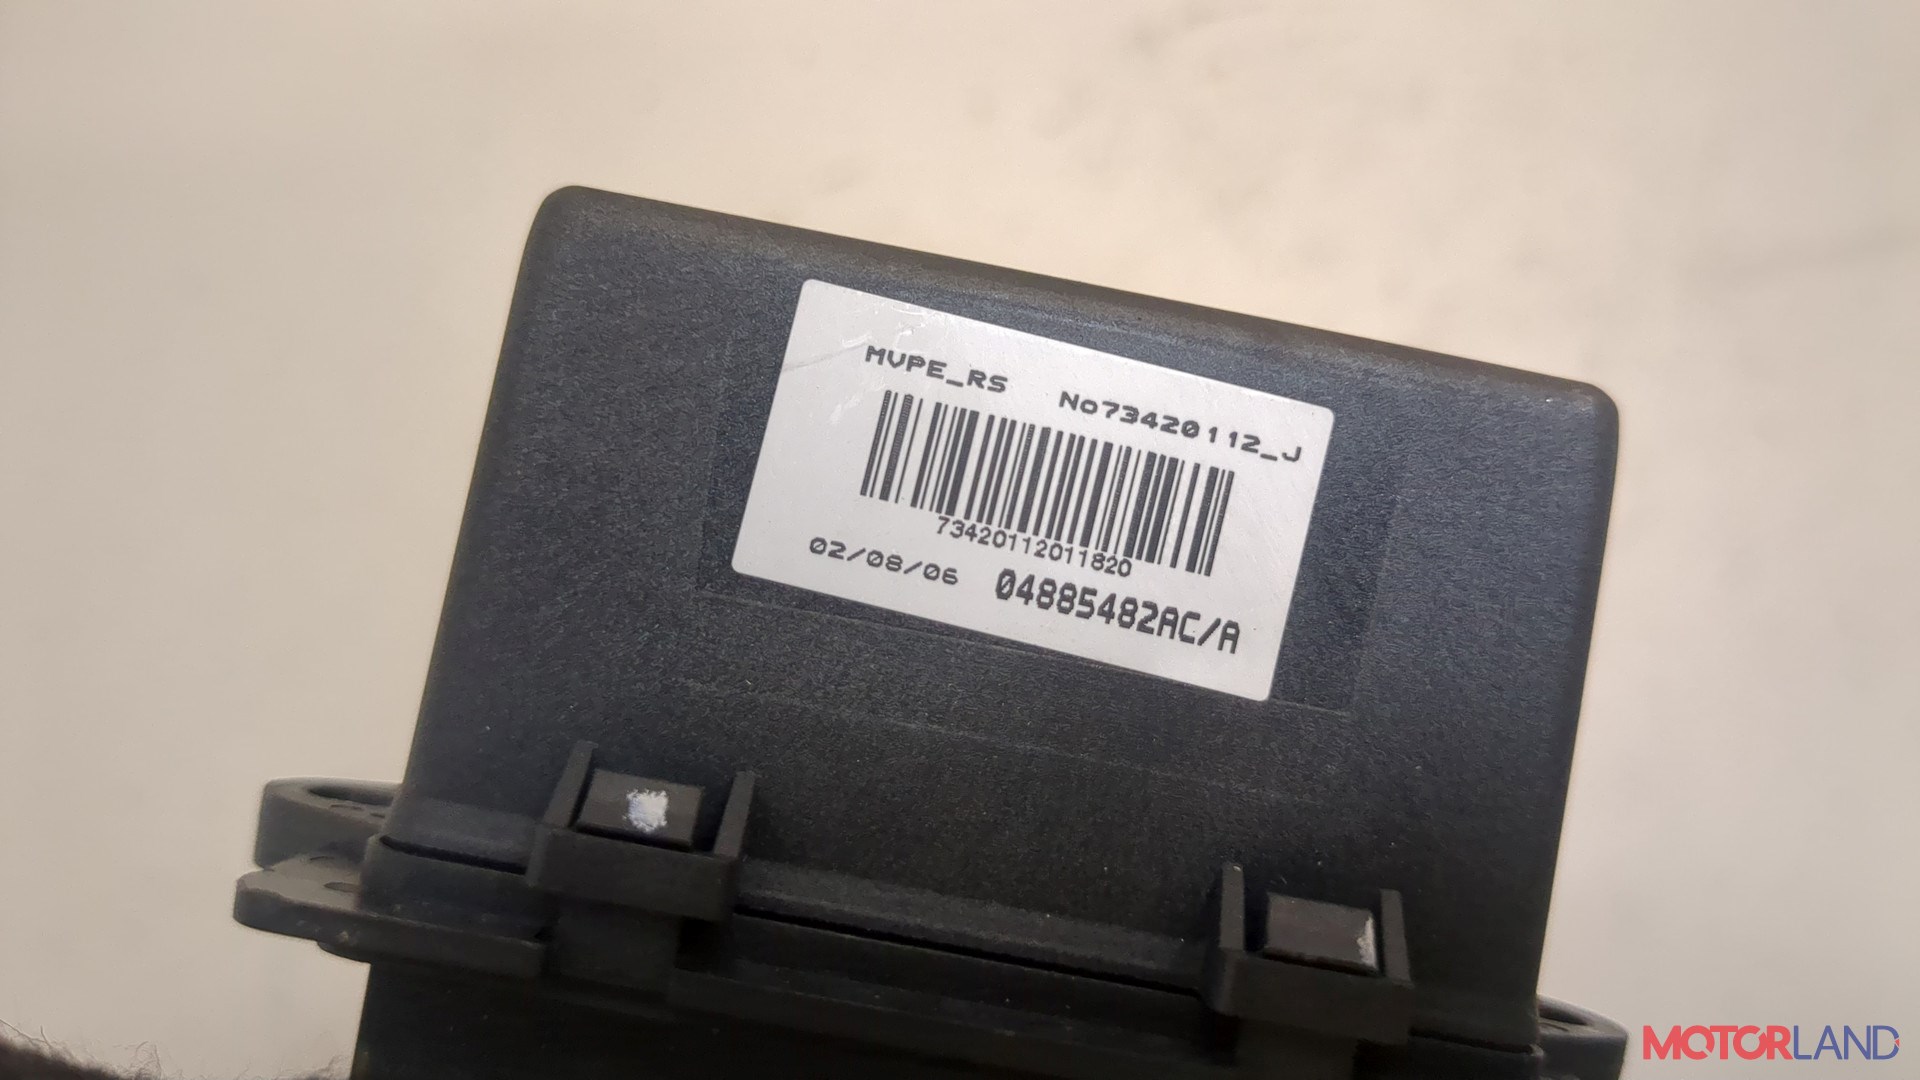 MVPE_RS No73420112_J
73420112011820
02/08/06 04885482AC/A
MOTORLAND